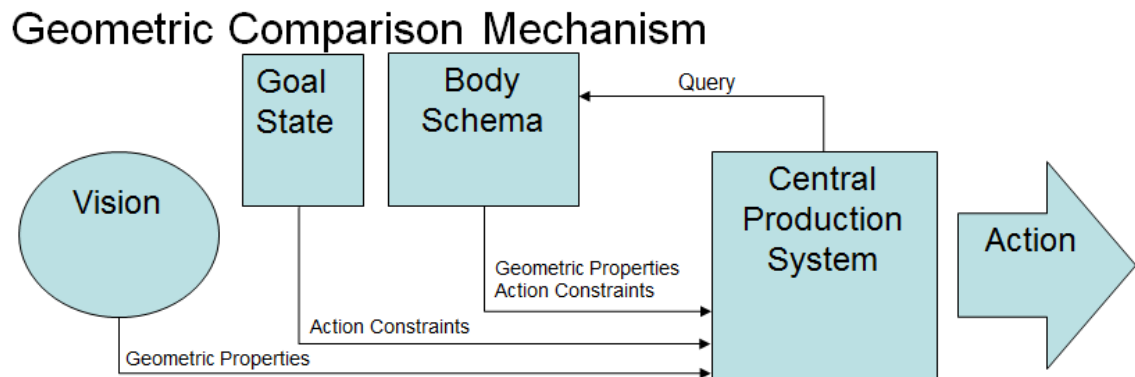 Geometric Comparison Mechanism
Goal
State
Body
Schema
Query
Vision
Central
Production
System
Action
Geometric Properties
Action Constraints
Action Constraints
Geometric Properties